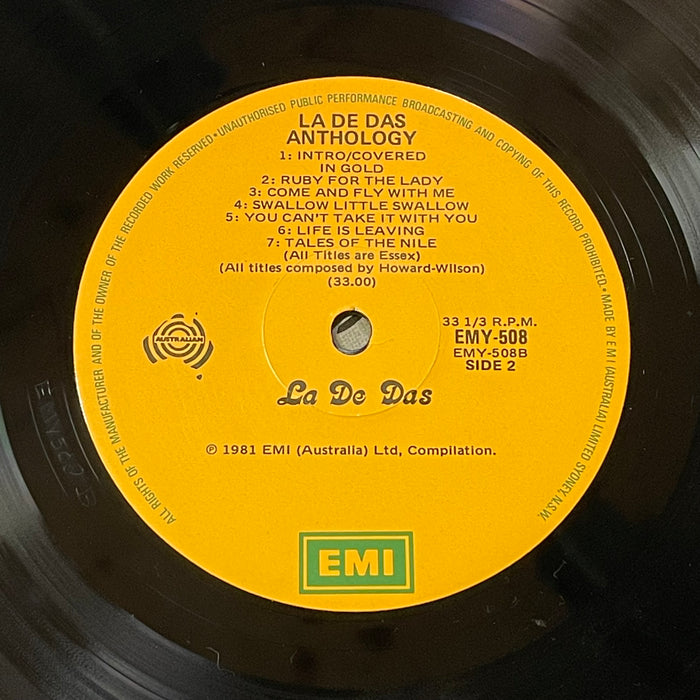 ALL RIGHTS OF THE MANUFACTURER AND OF THE OWNER OF THE RECORDED WORK RESERVED • UNAUTHORISED PUBLIC PERFORMANCE BROADCASTING AND COPYING OF THIS RECORD PROHIBITED. • MADE BY E M I (AUSTRALIA) LIMITED SYDNEY, N.S.W.
LA DE DAS
ANTHOLOGY
1: INTRO/COVERED
IN GOLD
2: RUBY FOR THE LADY
3: COME AND FLY WITH ME
4: SWALLOW LITTLE SWALLOW
5: YOU CAN'T TAKE IT WITH YOU
6: LIFE IS LEAVING
7: TALES OF THE NILE
(All Titles are Essex)
(All titles composed by Howard-Wilson)
(33.00)
AUSTRALIAN
33 1/3 R.P.M.
EMY-508
EMY-508B
SIDE 2
La De Das
℗ 1981 EMI (Australia) Ltd, Compilation.
EMI